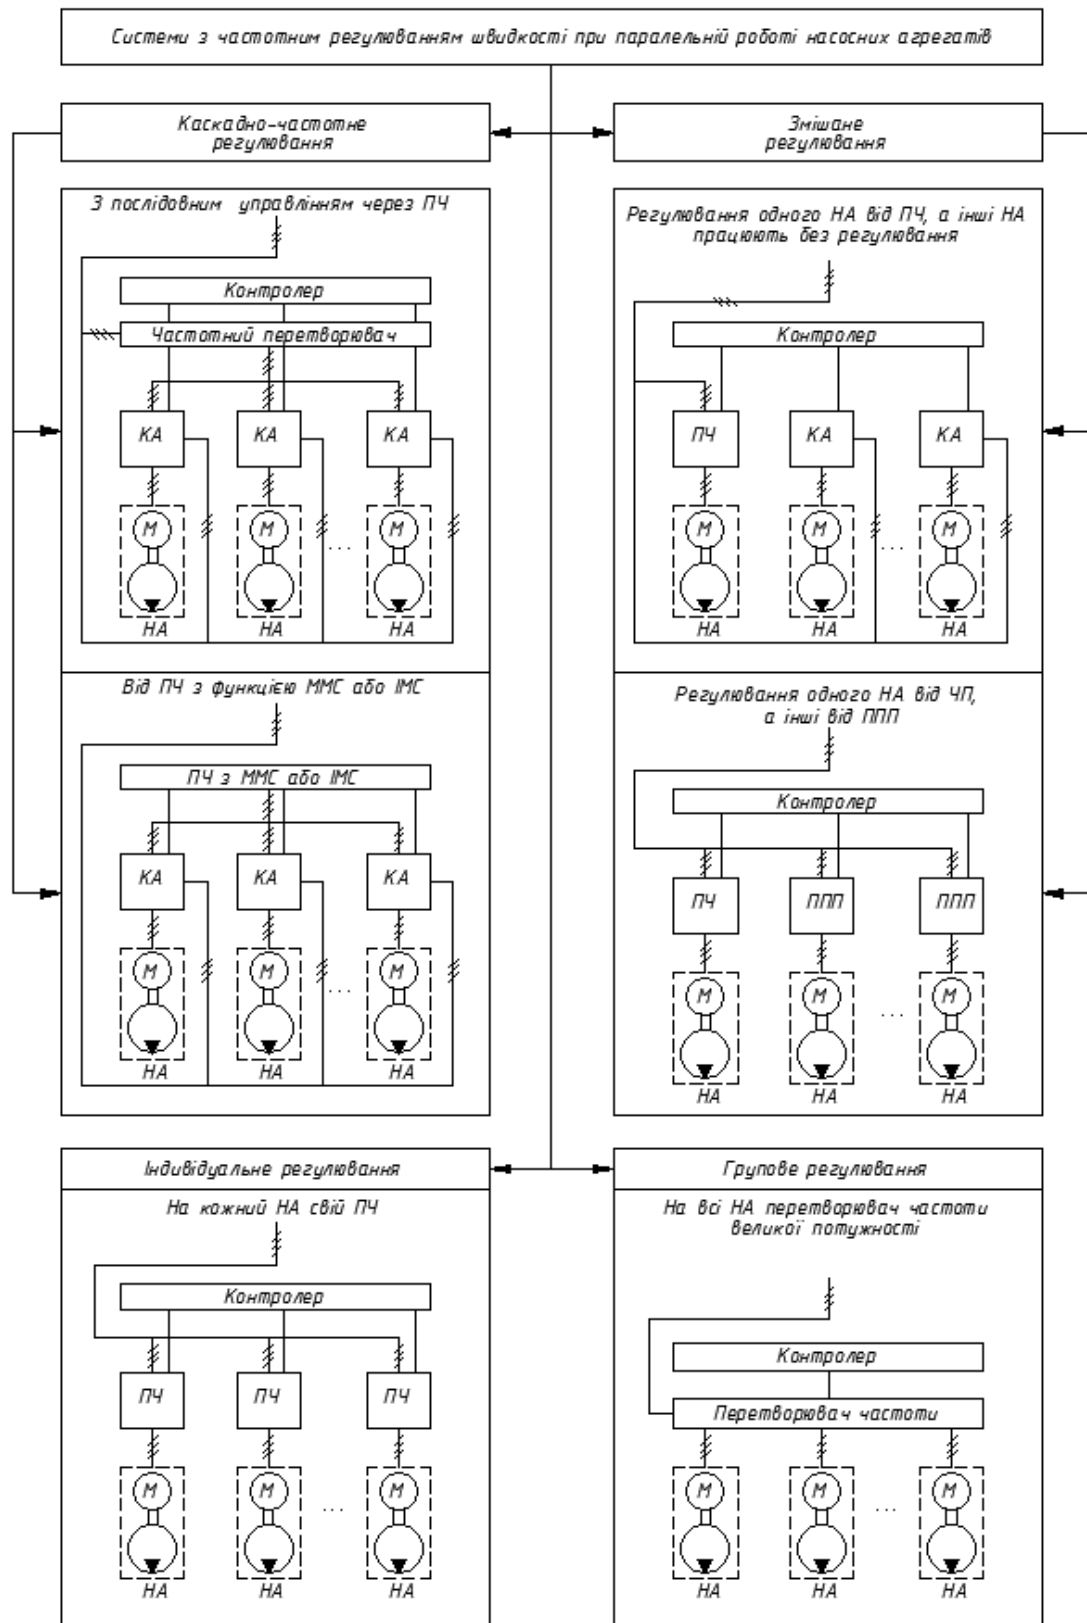 Системи з частотним регулюванням швидкості при паралельній роботі насосних агрегатів
Каскадно-частотне
регулювання
Змішане
регулювання
З послідовним управлінням через ПЧ
Контролер
Частотний перетворювач
КА КА КА
М М М
...
НА НА НА
Регулювання одного НА від ПЧ, а інші НА
працюють без регулювання
Контролер
ПЧ КА КА
М М М
...
НА НА НА
Від ПЧ з функцією ММС або ІМС
ПЧ з ММС або ІМС
КА КА КА
М М М
...
НА НА НА
Регулювання одного НА від ЧП,
а інші від ППП
Контролер
ПЧ ППП ППП
М М М
...
НА НА НА
Індивідуальне регулювання
На кожний НА свій ПЧ
Контролер
ПЧ ПЧ ПЧ
М М М
...
НА НА НА
Групове регулювання
На всі НА перетворювач частоти
великої потужності
Контролер
Перетворювач частоти
М М М
...
НА НА НА